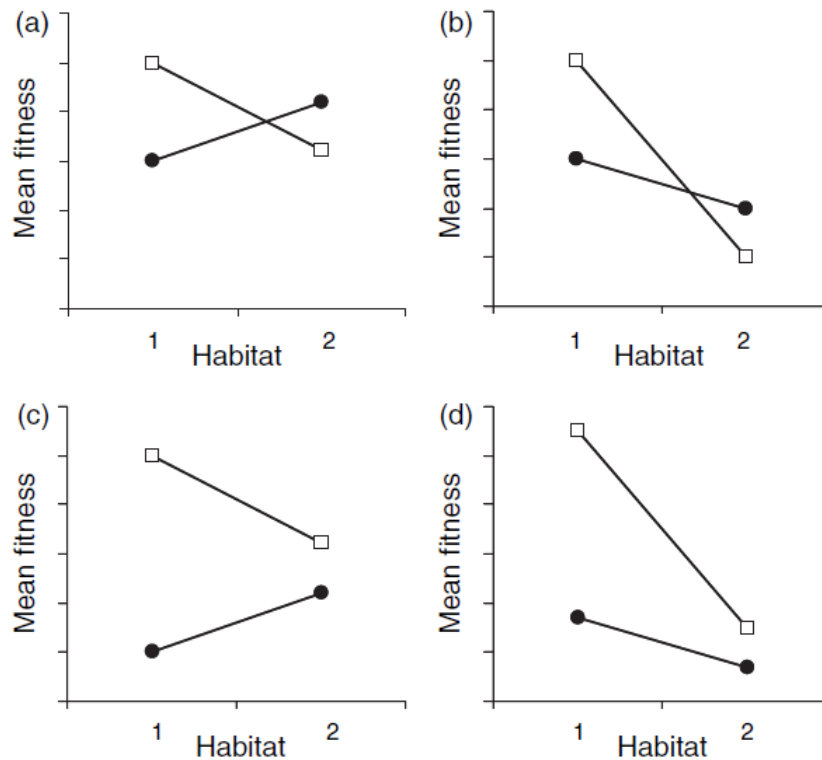 (a)
Mean fitness
1 2
Habitat
(b)
Mean fitness
1 2
Habitat
(c)
Mean fitness
1 2
Habitat
(d)
Mean fitness
1 2
Habitat